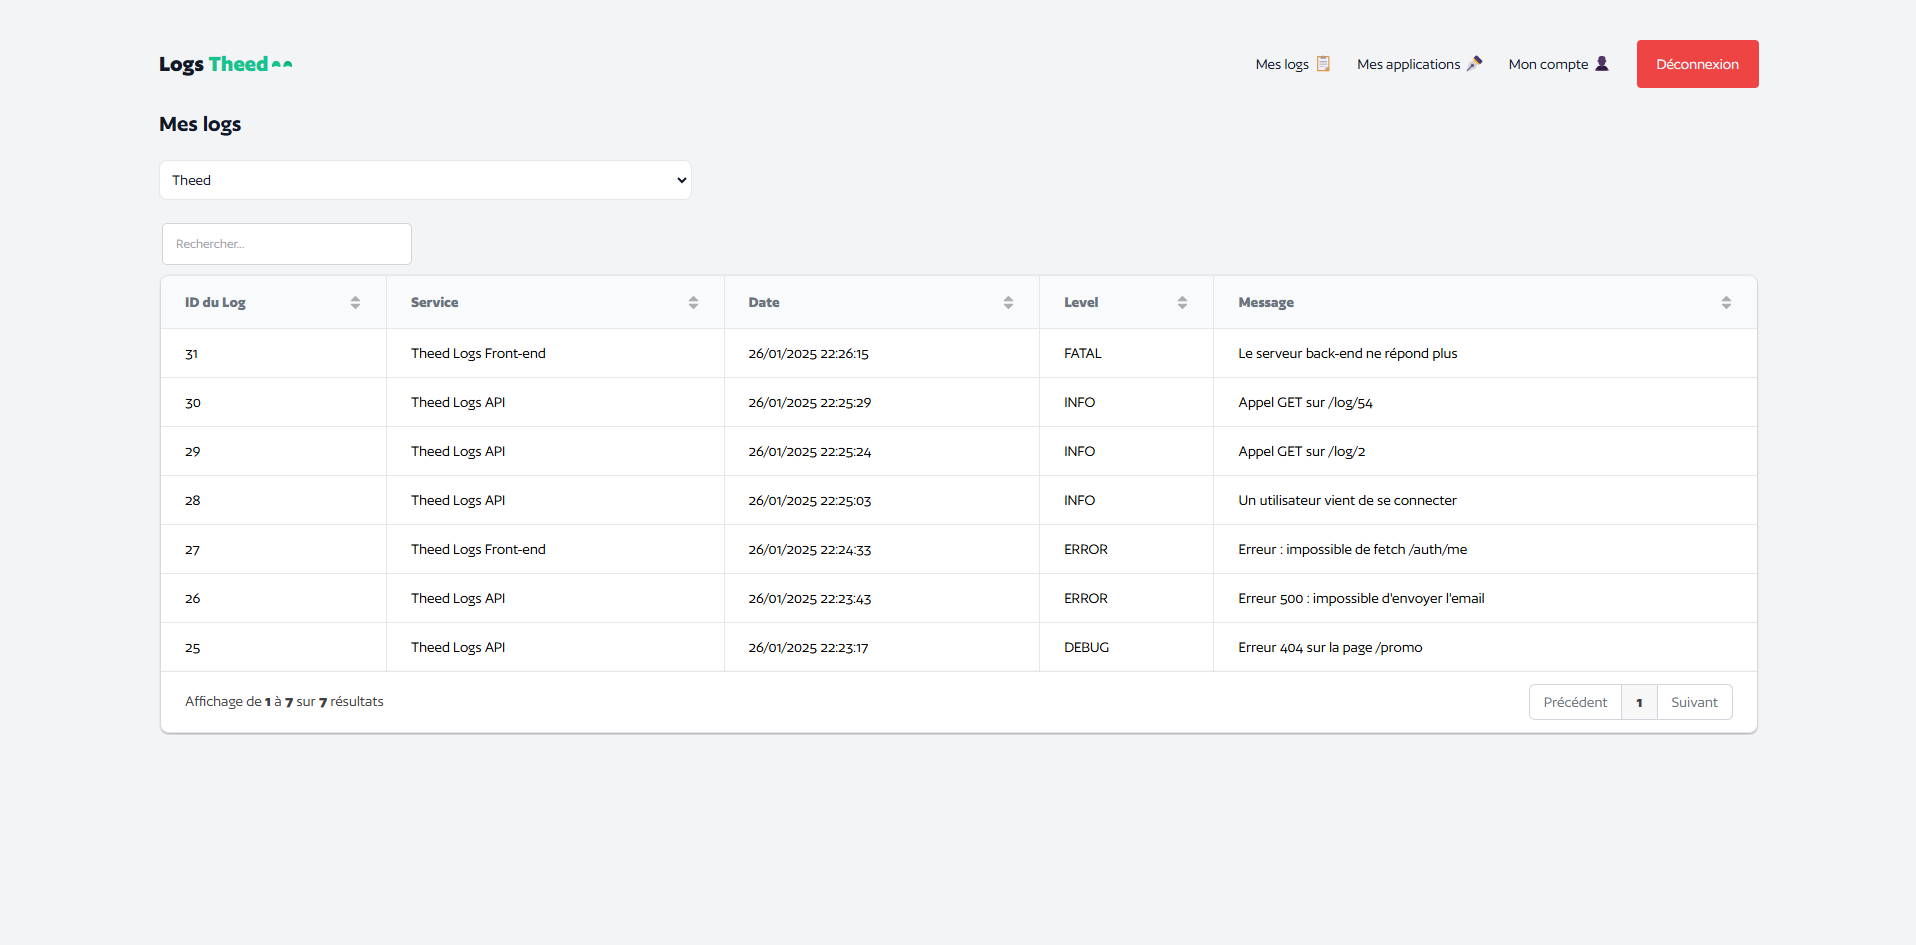 Logs Theed
Mes logs Mes applications Mon compte Déconnexion
Mes logs
Theed
Rechercher...
ID du Log Service Date Level Message
31 Theed Logs Front-end 26/01/2025 22:26:15 FATAL Le serveur back-end ne répond plus
30 Theed Logs API 26/01/2025 22:25:29 INFO Appel GET sur /log/54
29 Theed Logs API 26/01/2025 22:25:24 INFO Appel GET sur /log/2
28 Theed Logs API 26/01/2025 22:25:03 INFO Un utilisateur vient de se connecter
27 Theed Logs Front-end 26/01/2025 22:24:33 ERROR Erreur : impossible de fetch /auth/me
26 Theed Logs API 26/01/2025 22:23:43 ERROR Erreur 500 : impossible d'envoyer l'email
25 Theed Logs API 26/01/2025 22:23:17 DEBUG Erreur 404 sur la page /promo
Affichage de 1 à 7 sur 7 résultats Précédent 1 Suivant